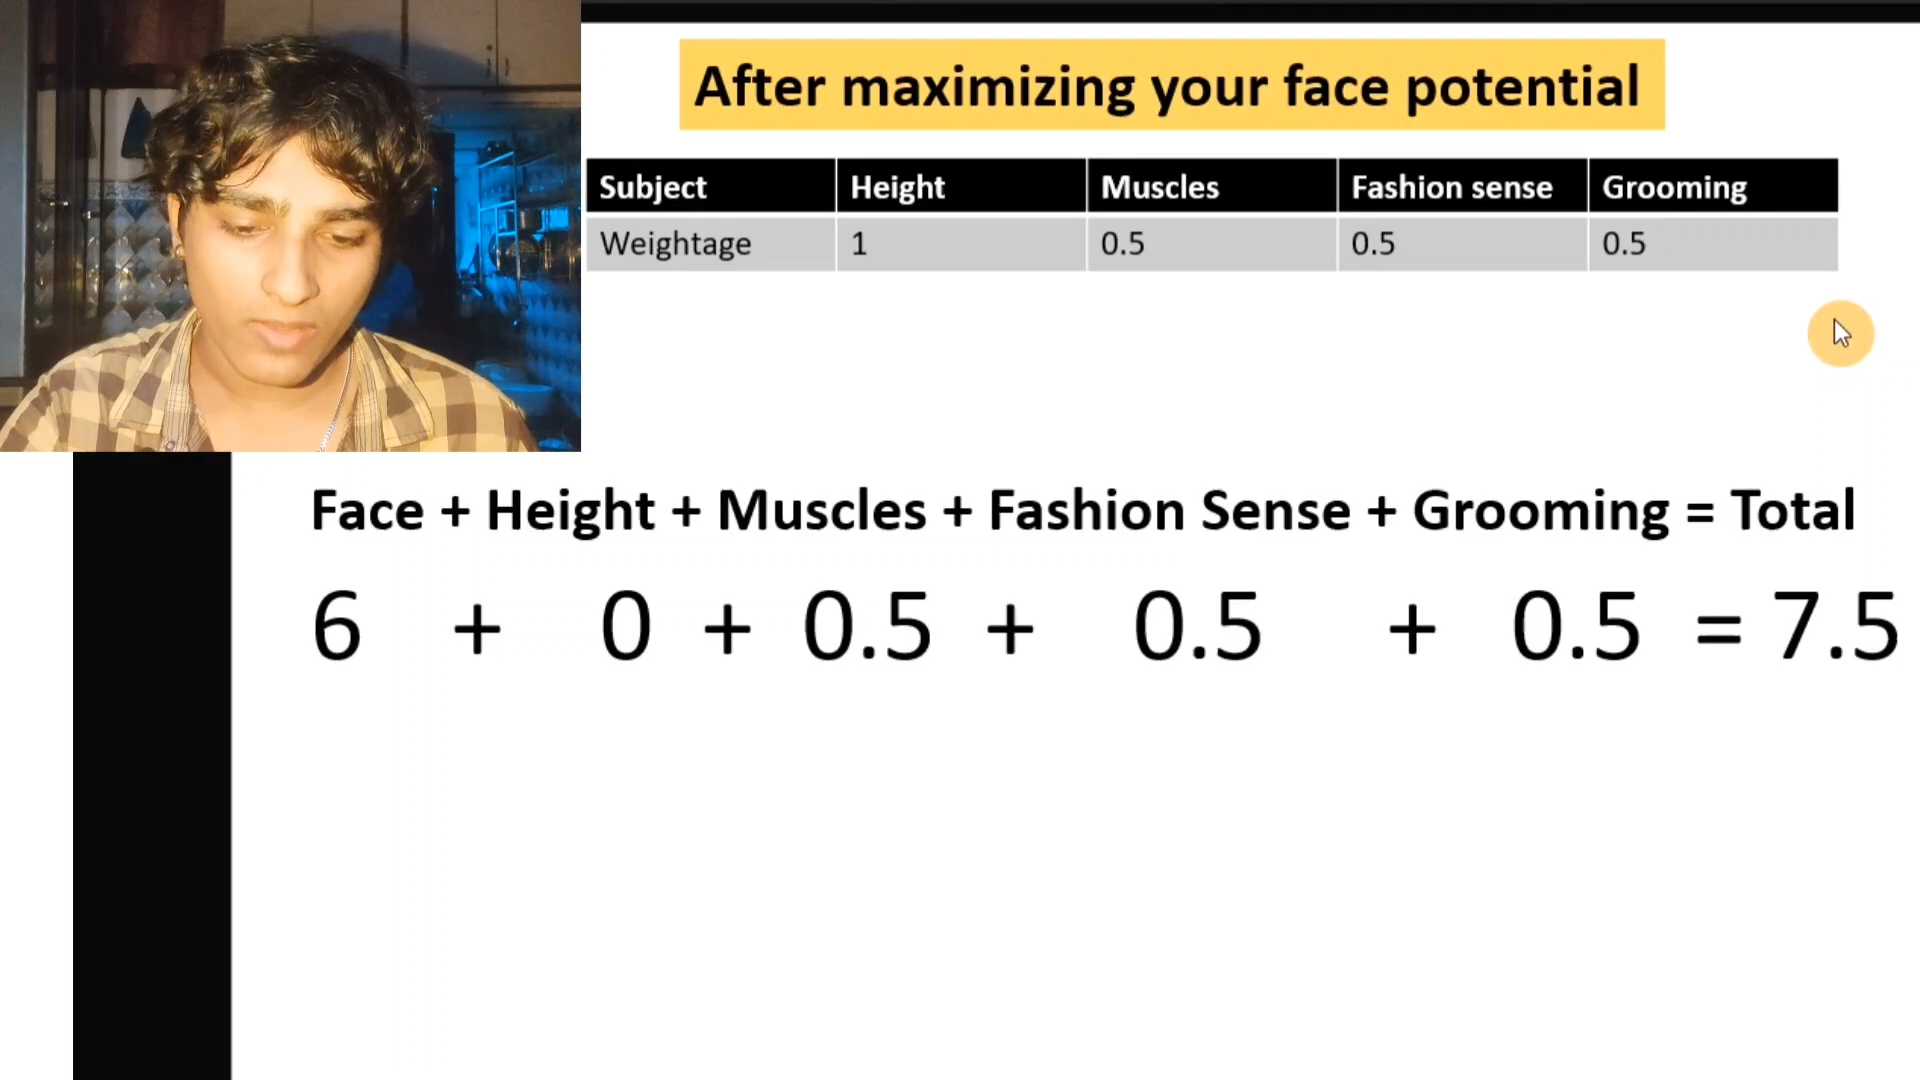 After maximizing your face potential
Subject Height Muscles Fashion sense Grooming
Weightage 1 0.5 0.5 0.5
Face + Height + Muscles + Fashion Sense + Grooming = Total
6 + 0 + 0.5 + 0.5 + 0.5 = 7.5